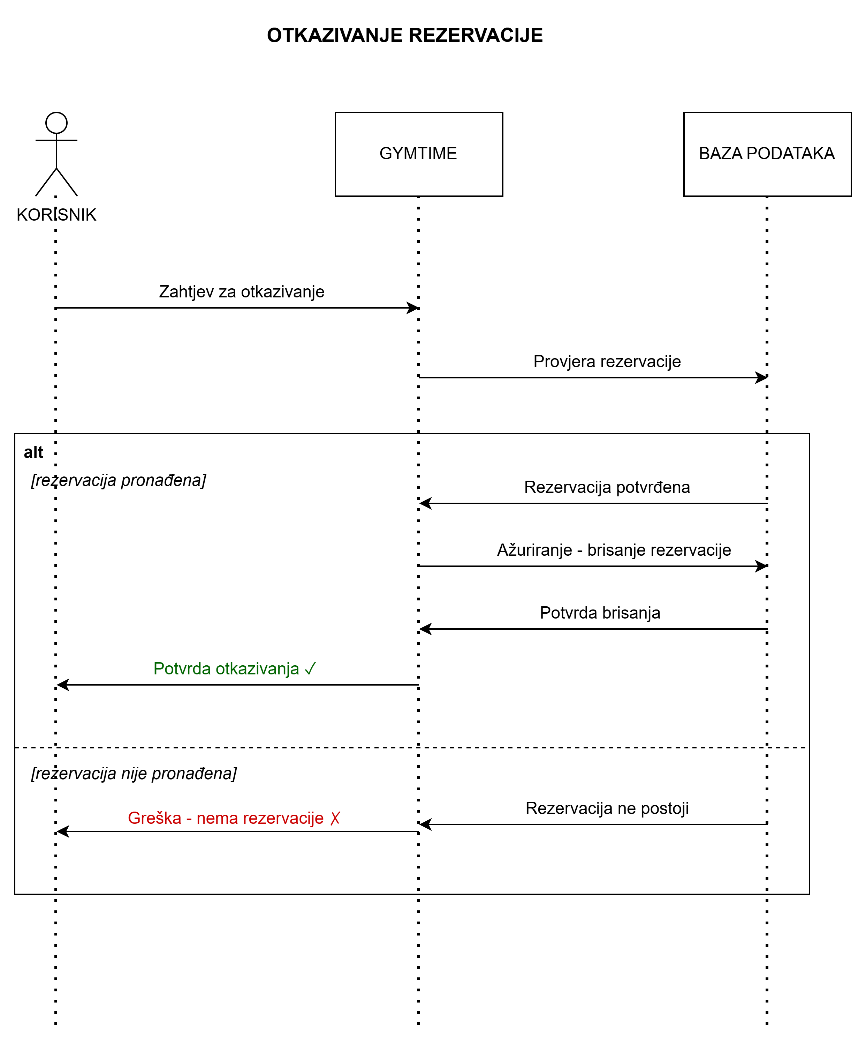 OTKAZIVANJE REZERVACIJE
KORISNIK
GYMTIME
BAZA PODATAKA
Zahtjev za otkazivanje
Provjera rezervacije
alt
[rezervacija pronađena]
Rezervacija potvrđena
Ažuriranje - brisanje rezervacije
Potvrda brisanja
Potvrda otkazivanja ✓
[rezervacija nije pronađena]
Rezervacija ne postoji
Greška - nema rezervacije ✗